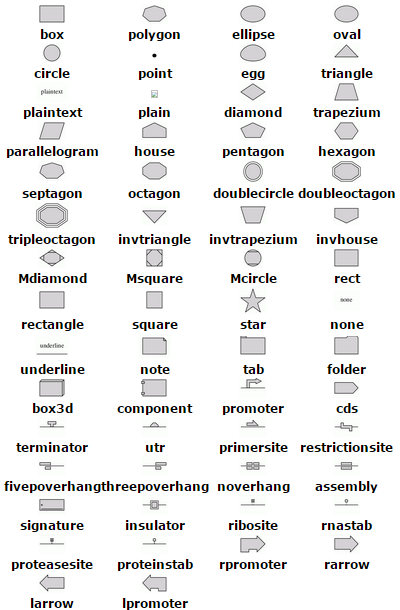 box polygon ellipse oval
circle point egg triangle
plaintext
plaintext plain diamond trapezium
parallelogram house pentagon hexagon
septagon octagon doublecircle doubleoctagon
tripleoctagon invtriangle invtrapezium invhouse
Mdiamond Msquare Mcircle rect
none
rectangle square star none
underline
underline note tab folder
box3d component promoter cds
terminator utr primersite restrictionsite
fivepoverhang threepoverhang noverhang assembly
signature insulator ribosite rnastab
proteasesite proteinstab rpromoter rarrow
larrow lpromoter